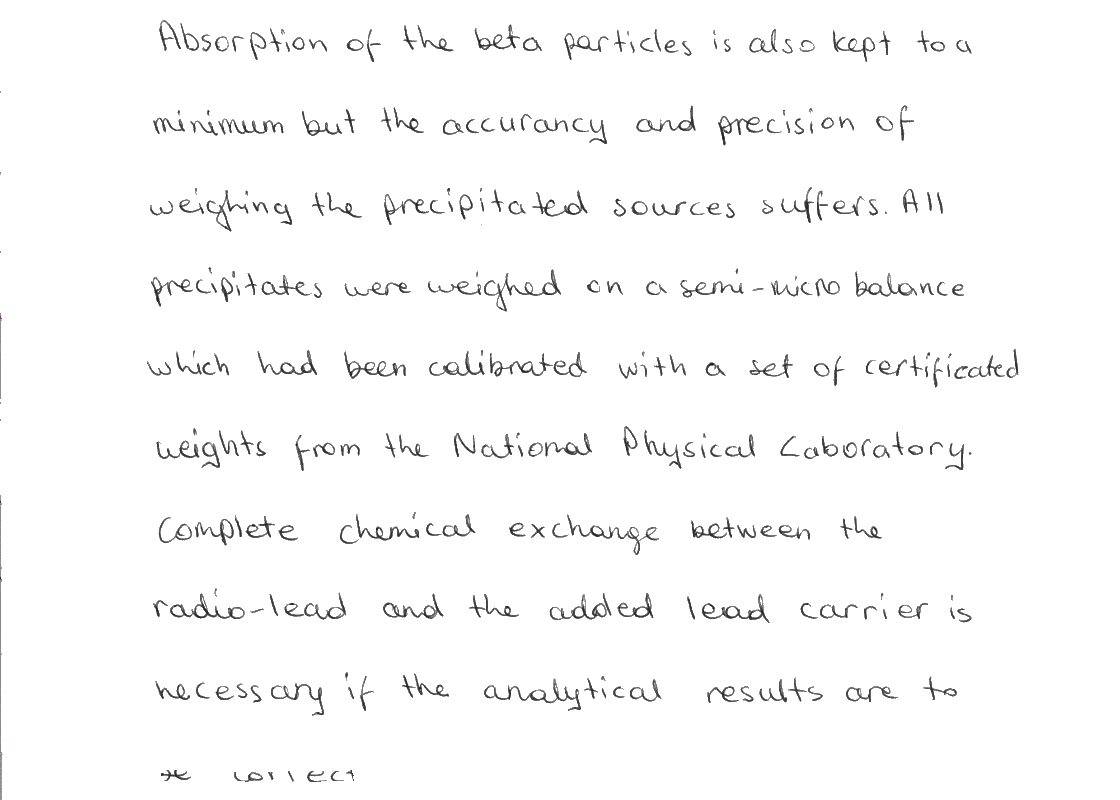 Absorption of the beta particles is also kept to a
minimum but the accurancy and precision of
weighing the precipitated sources suffers. All
precipitates were weighed on a semi-micro balance
which had been calibrated with a set of certificated
weights from the National Physical Laboratory.
Complete chemical exchange between the
radio-lead and the added lead carrier is
necessary if the analytical results are to
correct